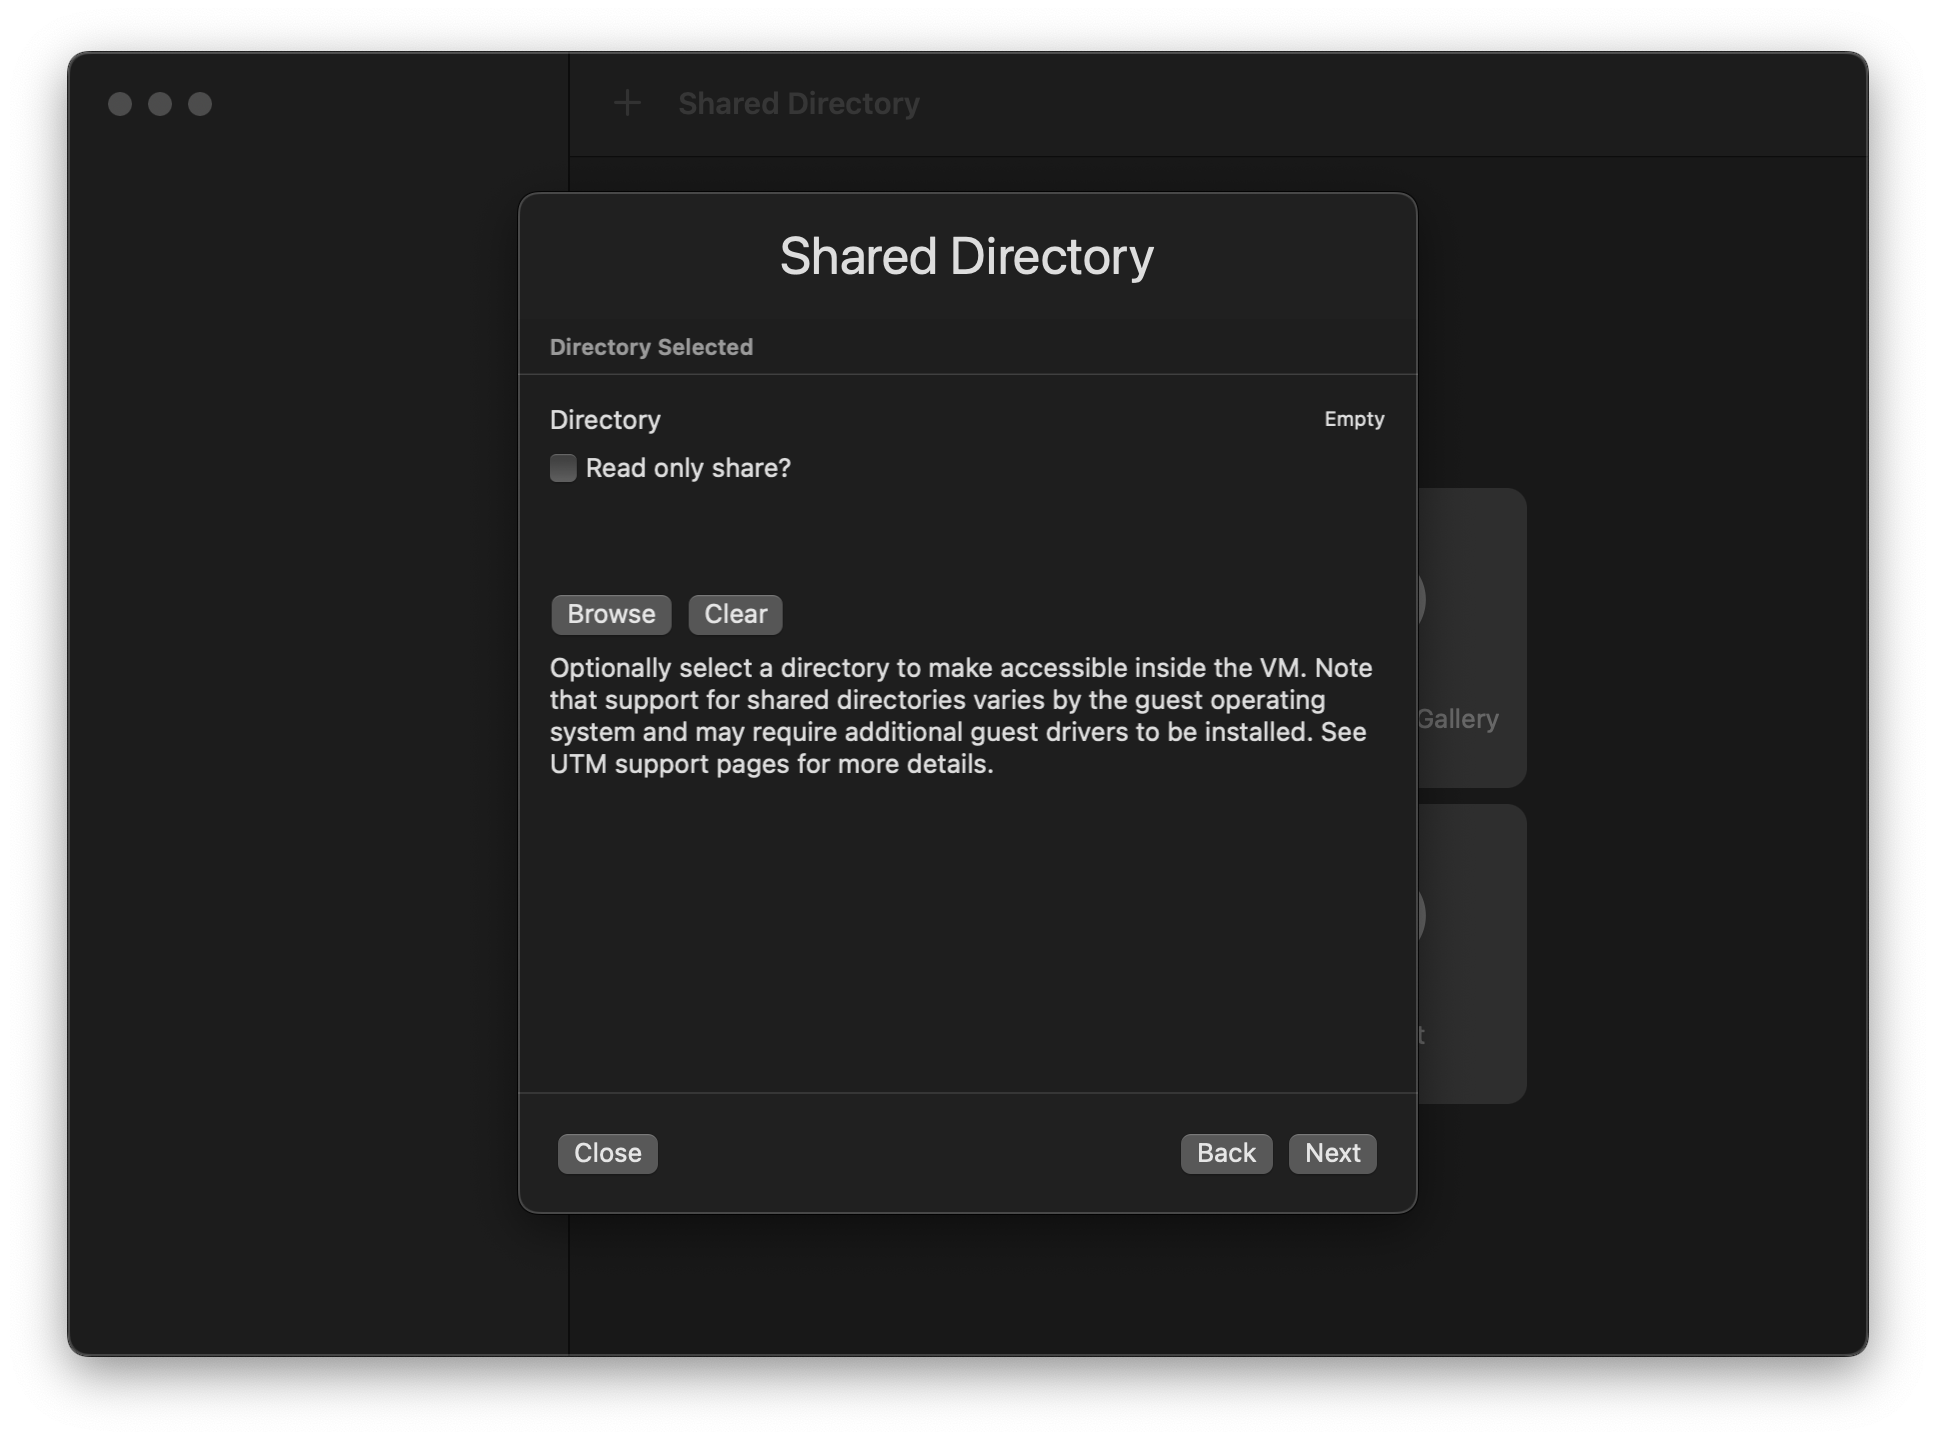 Shared Directory
Shared Directory
Directory Selected
Directory
Empty
Read only share?
Browse
Clear
Optionally select a directory to make accessible inside the VM. Note
that support for shared directories varies by the guest operating
system and may require additional guest drivers to be installed. See
UTM support pages for more details.
Gallery
Close
Back
Next